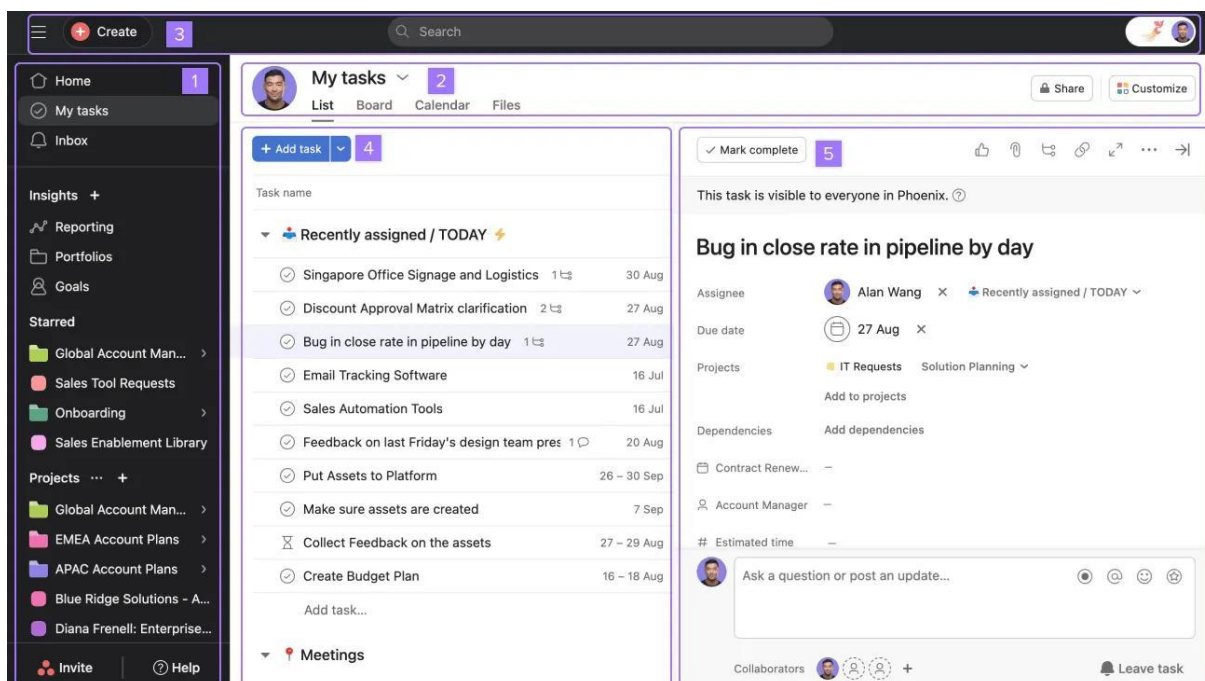 Create
3
Search
Home
1
My tasks
Inbox
Insights +
Reporting
Portfolios
Goals
Starred
Global Account Man...
Sales Tool Requests
Onboarding
Sales Enablement Library
Projects ... +
Global Account Man...
EMEA Account Plans
APAC Account Plans
Blue Ridge Solutions - A...
Diana Frenell: Enterprise...
Invite
Help
My tasks
2
List Board Calendar Files
Share
Customize
+ Add task
4
Task name
Recently assigned / TODAY
Singapore Office Signage and Logistics 1 30 Aug
Discount Approval Matrix clarification 2 27 Aug
Bug in close rate in pipeline by day 1 27 Aug
Email Tracking Software 16 Jul
Sales Automation Tools 16 Jul
Feedback on last Friday's design team pres 1 20 Aug
Put Assets to Platform 26 – 30 Sep
Make sure assets are created 7 Sep
Collect Feedback on the assets 27 – 29 Aug
Create Budget Plan 16 – 18 Aug
Add task...
Meetings
Mark complete
5
This task is visible to everyone in Phoenix. ?
Bug in close rate in pipeline by day
Assignee Alan Wang × Recently assigned / TODAY
Due date 27 Aug ×
Projects IT Requests Solution Planning
Add to projects
Dependencies Add dependencies
Contract Renew... –
Account Manager –
# Estimated time –
Ask a question or post an update...
Collaborators +
Leave task